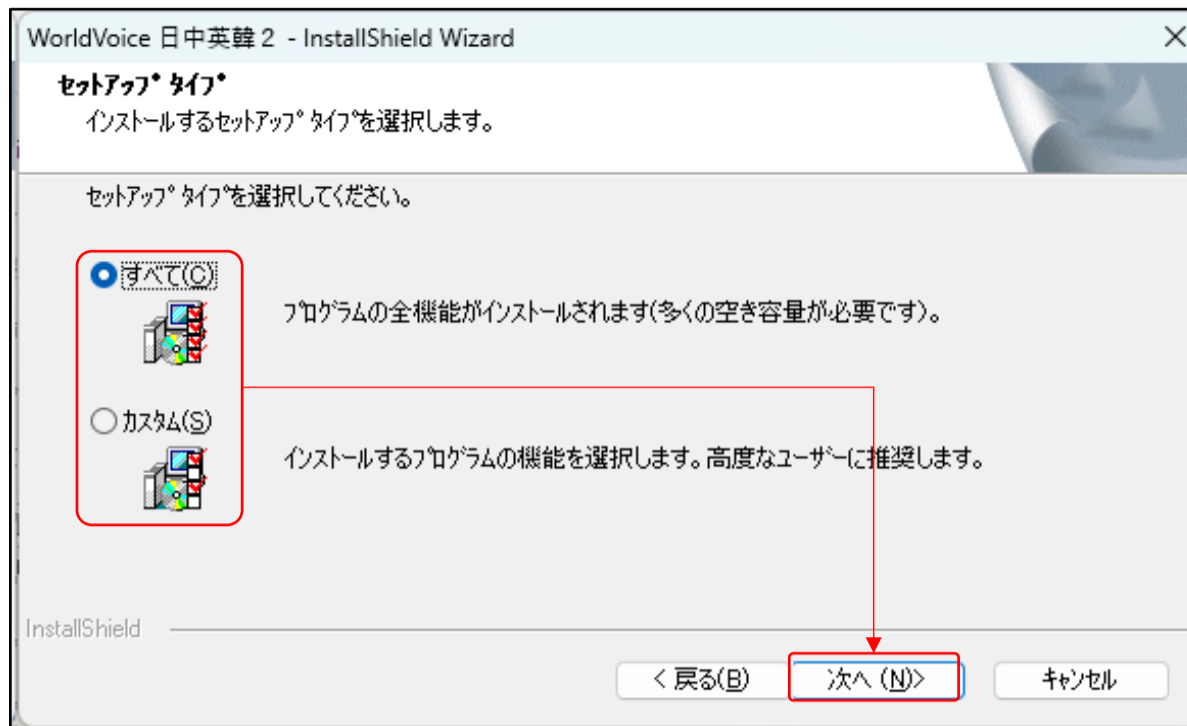 WorldVoice 日中英韓２ - InstallShield Wizard
ｾｯﾄｱｯﾌﾟ ﾀｲﾌﾟ
ｲﾝｽﾄｰﾙするｾｯﾄｱｯﾌﾟ ﾀｲﾌﾟを選択します。
ｾｯﾄｱｯﾌﾟ ﾀｲﾌﾟを選択してください。
すべて(C)
ﾌﾟﾛｸﾞﾗﾑの全機能がｲﾝｽﾄｰﾙされます(多くの空き容量が必要です)。
ｶｽﾀﾑ(S)
ｲﾝｽﾄｰﾙするﾌﾟﾛｸﾞﾗﾑの機能を選択します。高度なﾕｰｻﾞｰに推奨します。
InstallShield
< 戻る(B) 次へ (N)> ｷｬﾝｾﾙ